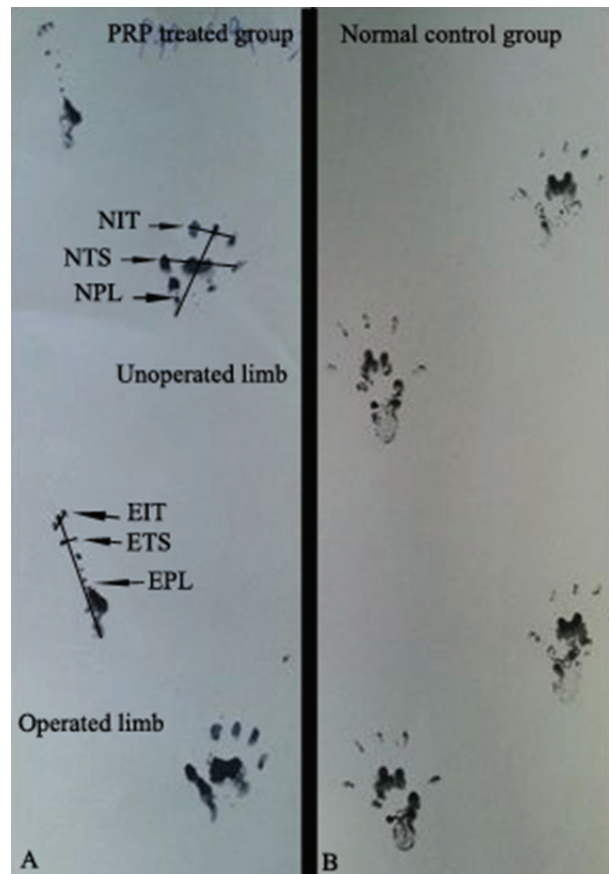 PRP treated group
NIT
NTS
NPL
Unoperated limb
EIT
ETS
EPL
Operated limb
A
Normal control group
B